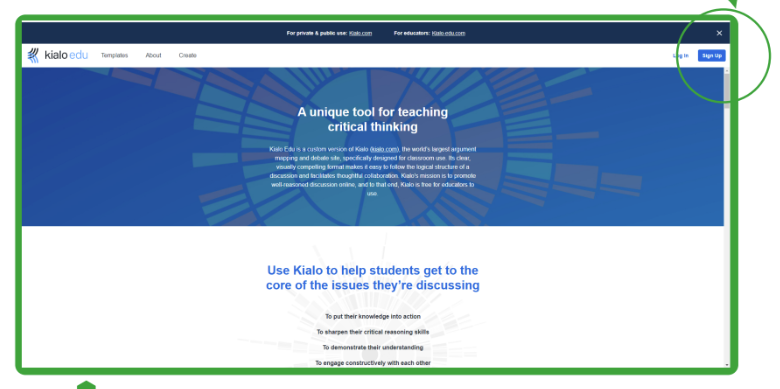 For private & public use: Kialo.com For educators: Kialo-edu.com
kialo edu Templates About Create Log In Sign Up
A unique tool for teaching
critical thinking
Kialo Edu is a custom version of Kialo (kialo.com), the world's largest argument
mapping and debate site, specifically designed for classroom use. Its clear,
visually compelling format makes it easy to follow the logical structure of a
discussion and facilitates thoughtful collaboration. Kialo's mission is to promote
well-reasoned discussion online, and to that end, Kialo is free for educators to
use.
Use Kialo to help students get to the
core of the issues they're discussing
To put their knowledge into action
To sharpen their critical reasoning skills
To demonstrate their understanding
To engage constructively with each other